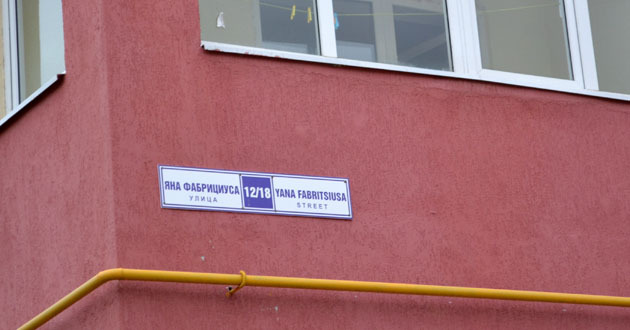 ЯНА ФАБРИЦИУСА
УЛИЦА
12/18
YANA FABRITSIUSA
STREET